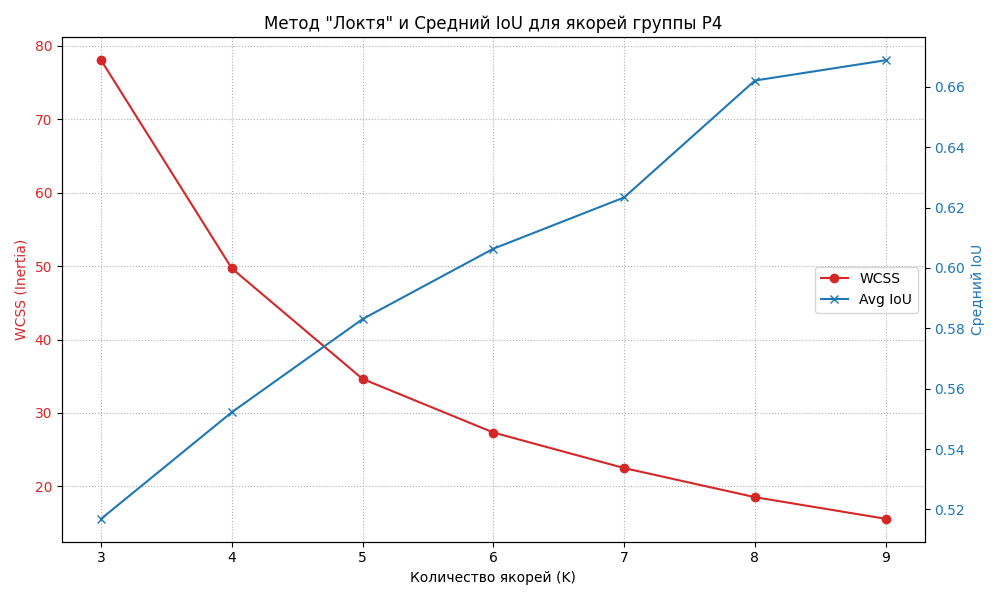 Метод "Локтя" и Средний IoU для якорей группы P4
WCSS (Inertia)
80
70
60
50
40
30
20
0.66
0.64
0.62
0.60
0.58
0.56
0.54
0.52
Средний IoU
WCSS
Avg IoU
3 4 5 6 7 8 9
Количество якорей (K)